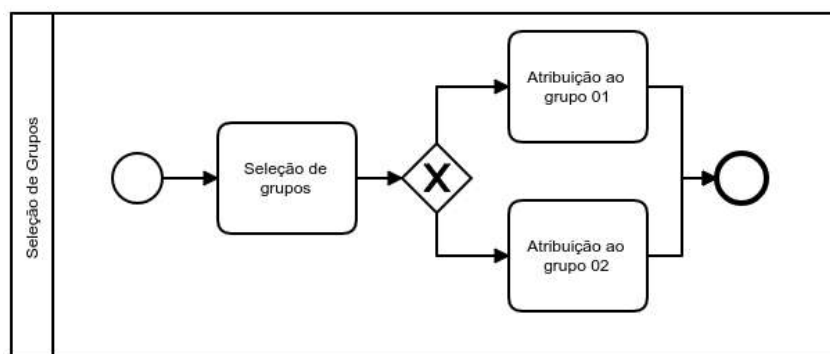 Seleção de Grupos
Seleção de
grupos
X
Atribuição ao
grupo 01
Atribuição ao
grupo 02